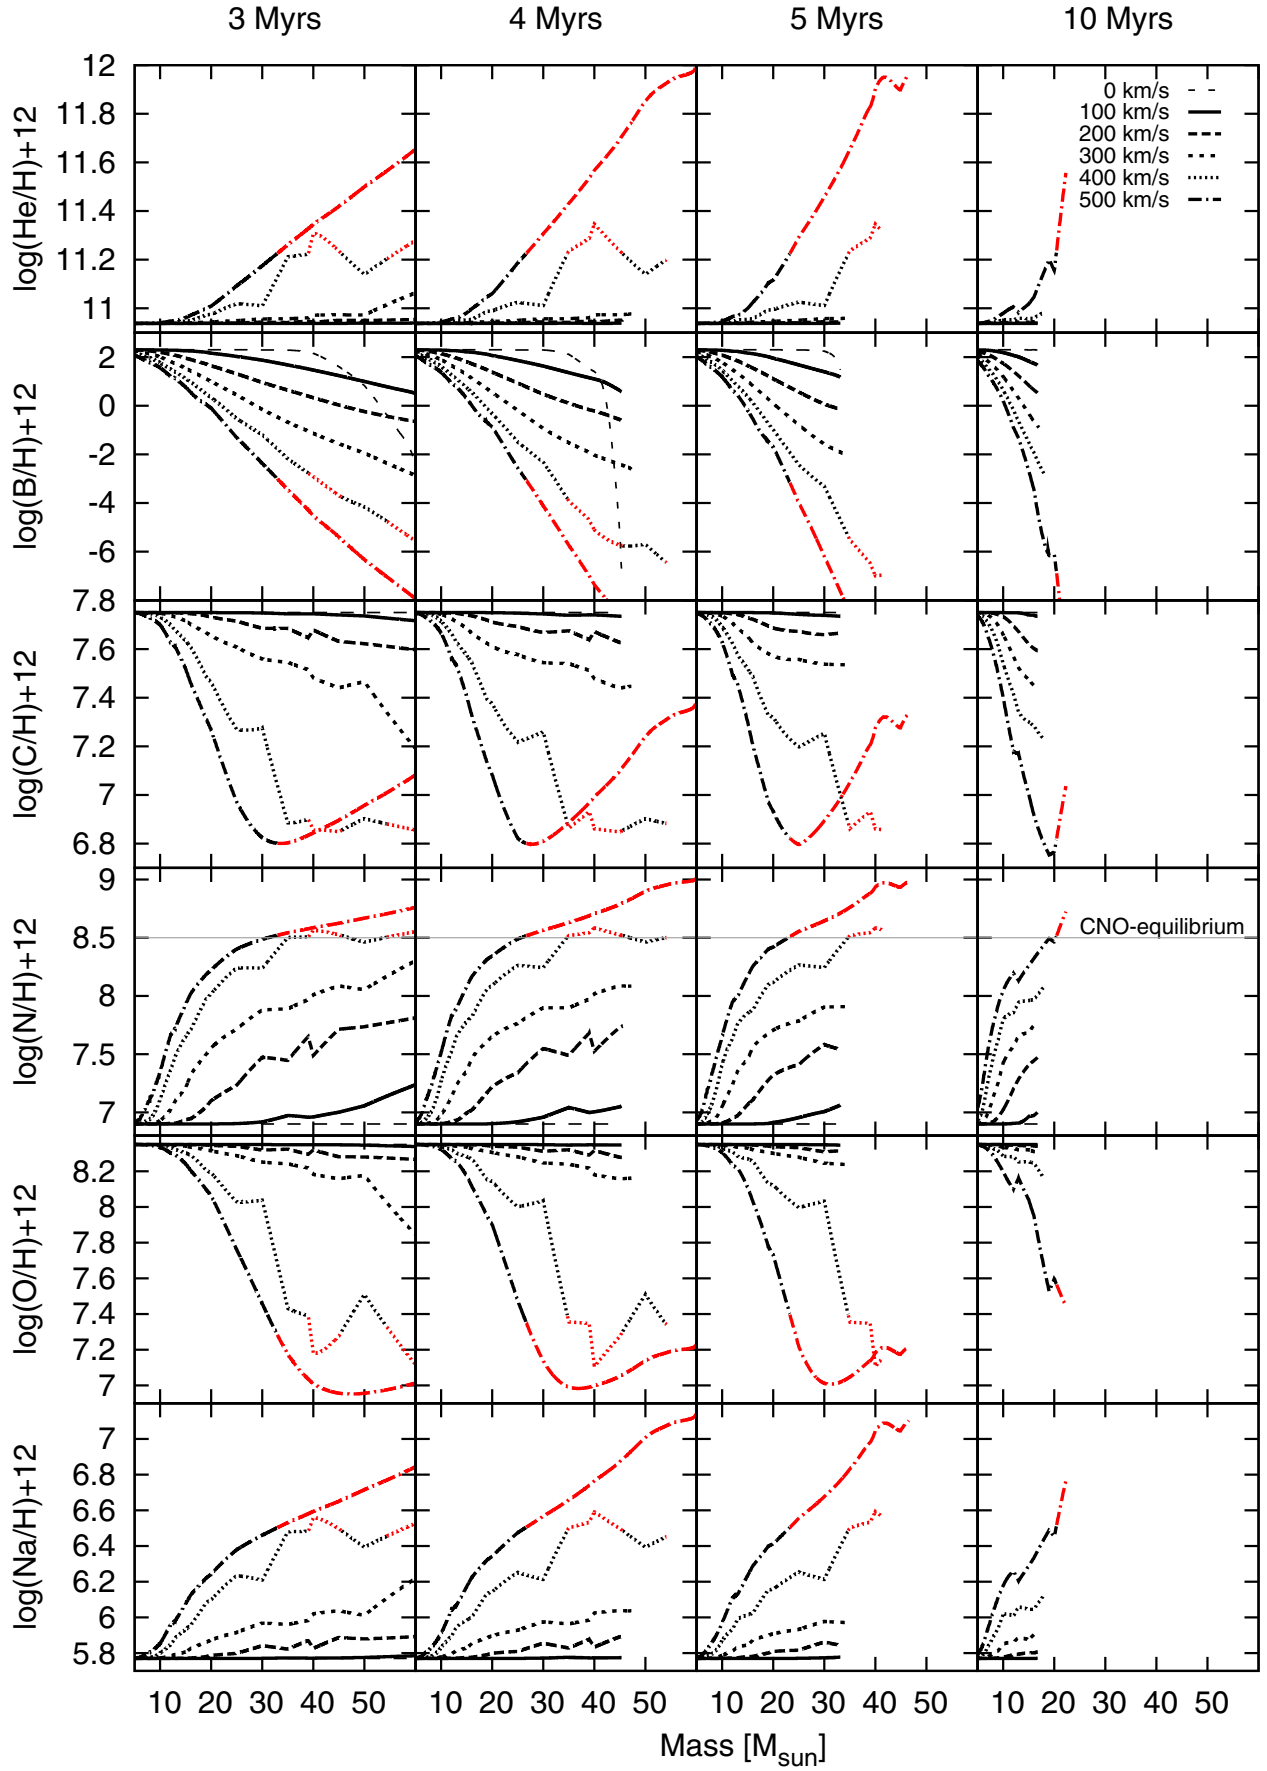 3 Myrs 4 Myrs 5 Myrs 10 Myrs
log(He/H)+12
12
11.8
11.6
11.4
11.2
11
0 km/s
100 km/s
200 km/s
300 km/s
400 km/s
500 km/s
log(B/H)+12
2
0
-2
-4
-6
log(C/H)+12
7.8
7.6
7.4
7.2
7
6.8
log(N/H)+12
9
8.5
8
7.5
7
CNO-equilibrium
log(O/H)+12
8.2
8
7.8
7.6
7.4
7.2
7
log(Na/H)+12
7
6.8
6.6
6.4
6.2
6
5.8
10 20 30 40 50 10 20 30 40 50 10 20 30 40 50 10 20 30 40 50
Mass [M_sun]